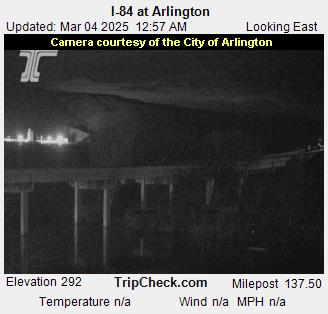 I-84 at Arlington
Updated: Mar 04 2025 12:57 AM Looking East
Camera courtesy of the City of Arlington
Elevation 292 TripCheck.com Milepost 137.50
Temperature n/a Wind n/a MPH n/a